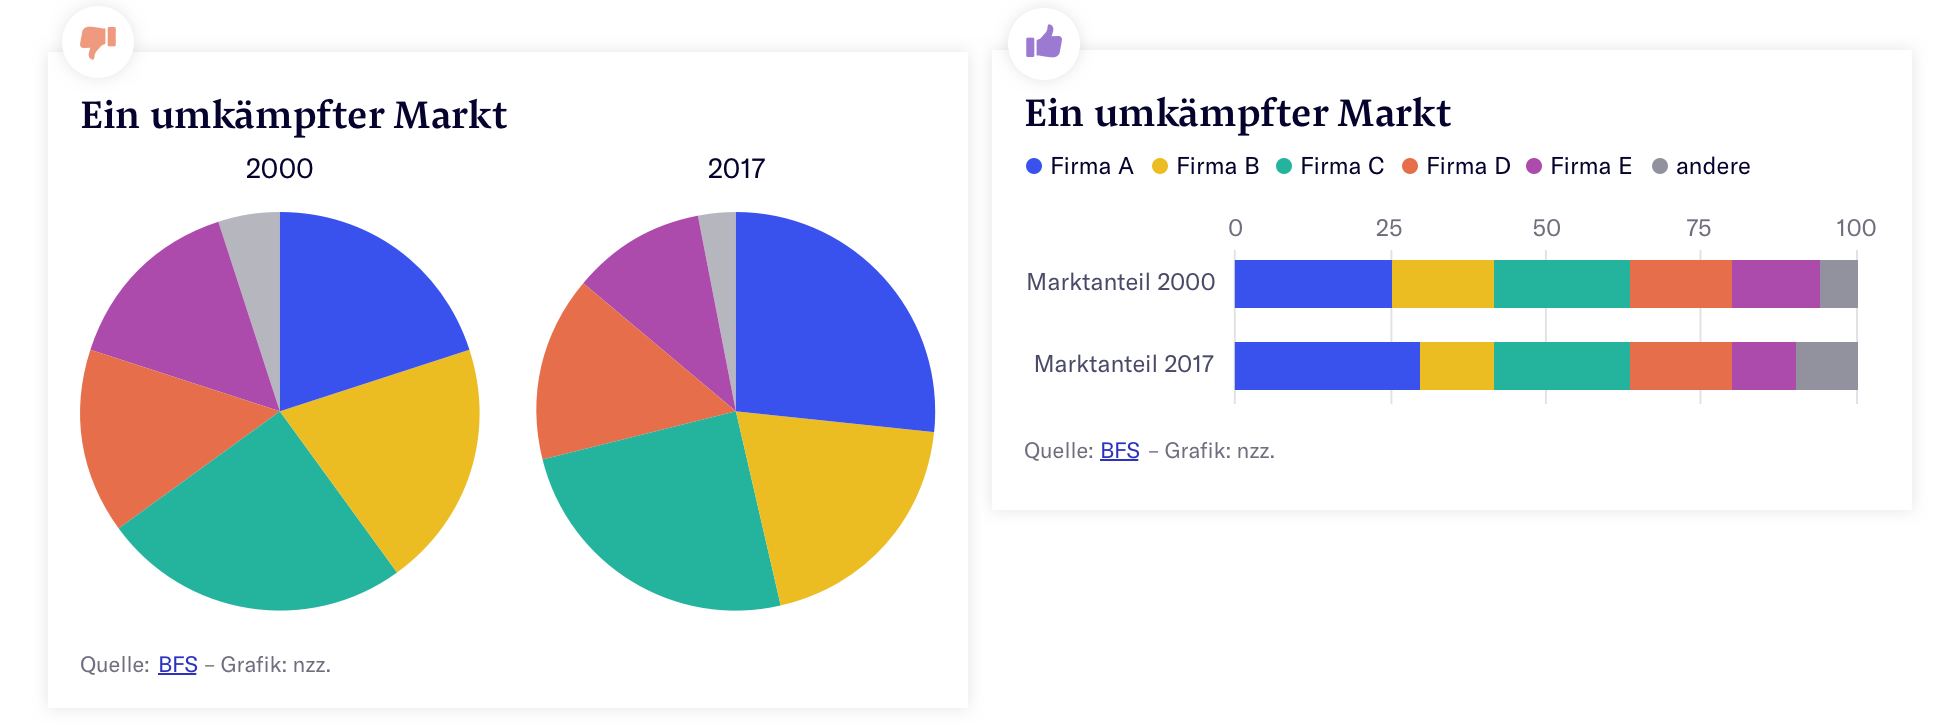 Ein umkämpfter Markt
2000 2017
Quelle: BFS – Grafik: nzz.
Ein umkämpfter Markt
Firma A Firma B Firma C Firma D Firma E andere
0 25 50 75 100
Marktanteil 2000
Marktanteil 2017
Quelle: BFS – Grafik: nzz.